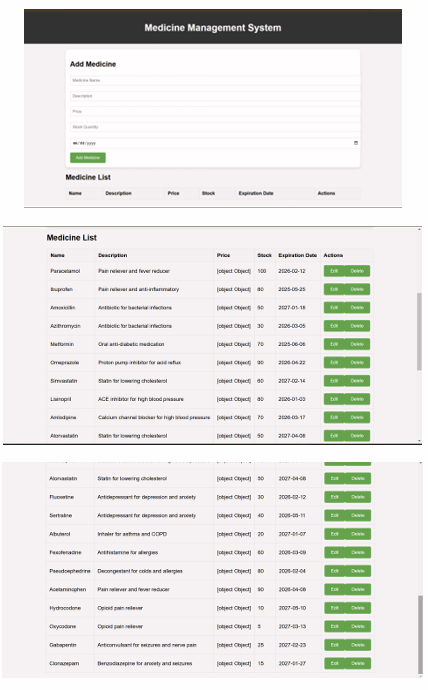 Medicine Management System
Add Medicine
Medicine Name
Description
Price
Stock Quantity
mm/dd/yyyy
Add Medicine
Medicine List
Name Description Price Stock Expiration Date Actions
Medicine List
Name Description Price Stock Expiration Date Actions
Paracetamol Pain reliever and fever reducer [object Object] 100 2026-02-12 Edit Delete
Ibuprofen Pain reliever and anti-inflammatory [object Object] 80 2025-05-25 Edit Delete
Amoxicillin Antibiotic for bacterial infections [object Object] 50 2027-01-18 Edit Delete
Azithromycin Antibiotic for bacterial infections [object Object] 30 2026-03-05 Edit Delete
Metformin Oral anti-diabetic medication [object Object] 70 2025-06-06 Edit Delete
Omeprazole Proton pump inhibitor for acid reflux [object Object] 90 2026-04-22 Edit Delete
Simvastatin Statin for lowering cholesterol [object Object] 60 2027-02-14 Edit Delete
Lisinopril ACE inhibitor for high blood pressure [object Object] 80 2026-01-03 Edit Delete
Amlodipine Calcium channel blocker for high blood pressure [object Object] 70 2026-03-17 Edit Delete
Atorvastatin Statin for lowering cholesterol [object Object] 50 2027-04-08 Edit Delete
Atorvastatin Statin for lowering cholesterol [object Object] 50 2027-04-08 Edit Delete
Fluoxetine Antidepressant for depression and anxiety [object Object] 30 2026-02-12 Edit Delete
Sertraline Antidepressant for depression and anxiety [object Object] 40 2026-05-11 Edit Delete
Albuterol Inhaler for asthma and COPD [object Object] 20 2027-01-07 Edit Delete
Fexofenadine Antihistamine for allergies [object Object] 60 2026-03-09 Edit Delete
Pseudoephedrine Decongestant for colds and allergies [object Object] 80 2026-02-04 Edit Delete
Acetaminophen Pain reliever and fever reducer [object Object] 90 2026-04-08 Edit Delete
Hydrocodone Opioid pain reliever [object Object] 10 2027-05-10 Edit Delete
Oxycodone Opioid pain reliever [object Object] 5 2027-03-13 Edit Delete
Gabapentin Anticonvulsant for seizures and nerve pain [object Object] 25 2027-02-23 Edit Delete
Clonazepam Benzodiazepine for anxiety and seizures [object Object] 15 2027-01-27 Edit Delete